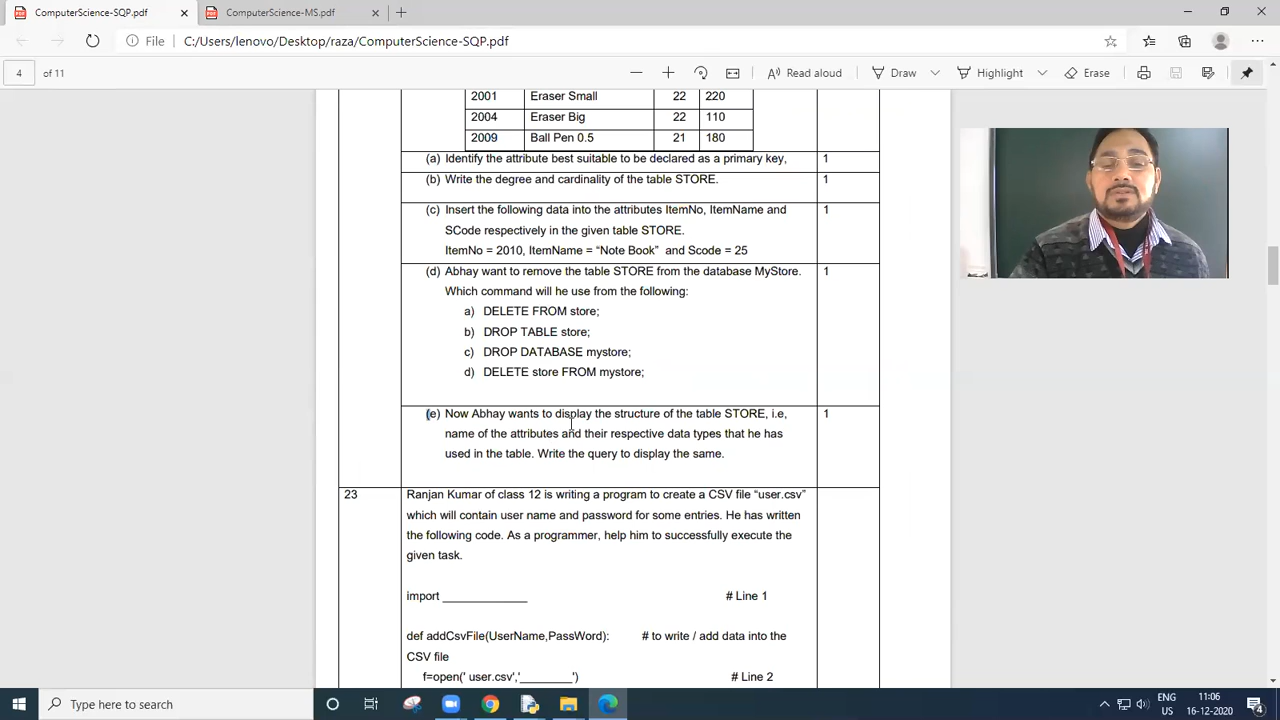 ComputerScience-SQP.pdf
ComputerScience-MS.pdf
File C:/Users/lenovo/Desktop/raza/ComputerScience-SQP.pdf
4 of 11
Read aloud Draw Highlight Erase
2001 Eraser Small 22 220
2004 Eraser Big 22 110
2009 Ball Pen 0.5 21 180
(a) Identify the attribute best suitable to be declared as a primary key, 1
(b) Write the degree and cardinality of the table STORE. 1
(c) Insert the following data into the attributes ItemNo, ItemName and 1
SCode respectively in the given table STORE.
ItemNo = 2010, ItemName = “Note Book” and Scode = 25
(d) Abhay want to remove the table STORE from the database MyStore. 1
Which command will he use from the following:
a) DELETE FROM store;
b) DROP TABLE store;
c) DROP DATABASE mystore;
d) DELETE store FROM mystore;
(e) Now Abhay wants to display the structure of the table STORE, i.e, 1
name of the attributes and their respective data types that he has
used in the table. Write the query to display the same.
23 Ranjan Kumar of class 12 is writing a program to create a CSV file “user.csv”
which will contain user name and password for some entries. He has written
the following code. As a programmer, help him to successfully execute the
given task.
import _____________ # Line 1
def addCsvFile(UserName,PassWord): # to write / add data into the
CSV file
f=open(' user.csv','________') # Line 2
Type here to search
ENG 11:06
US 16-12-2020
4